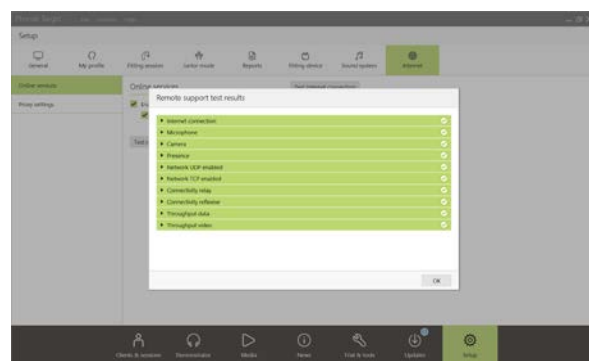 Phonak Target
Setup
General
My profile
Fitting session
Junior mode
Reports
Fitting device
Sound system
Internet
Online services
Proxy settings
Online services
Test Internet connection
Remote support test results
Internet connection
Microphone
Camera
Presence
Network UDP enabled
Network TCP enabled
Connectivity relay
Connectivity reflexive
Throughput data
Throughput video
OK
Clients & sessions
Demonstrator
Media
News
Trial & tools
Updates
Setup